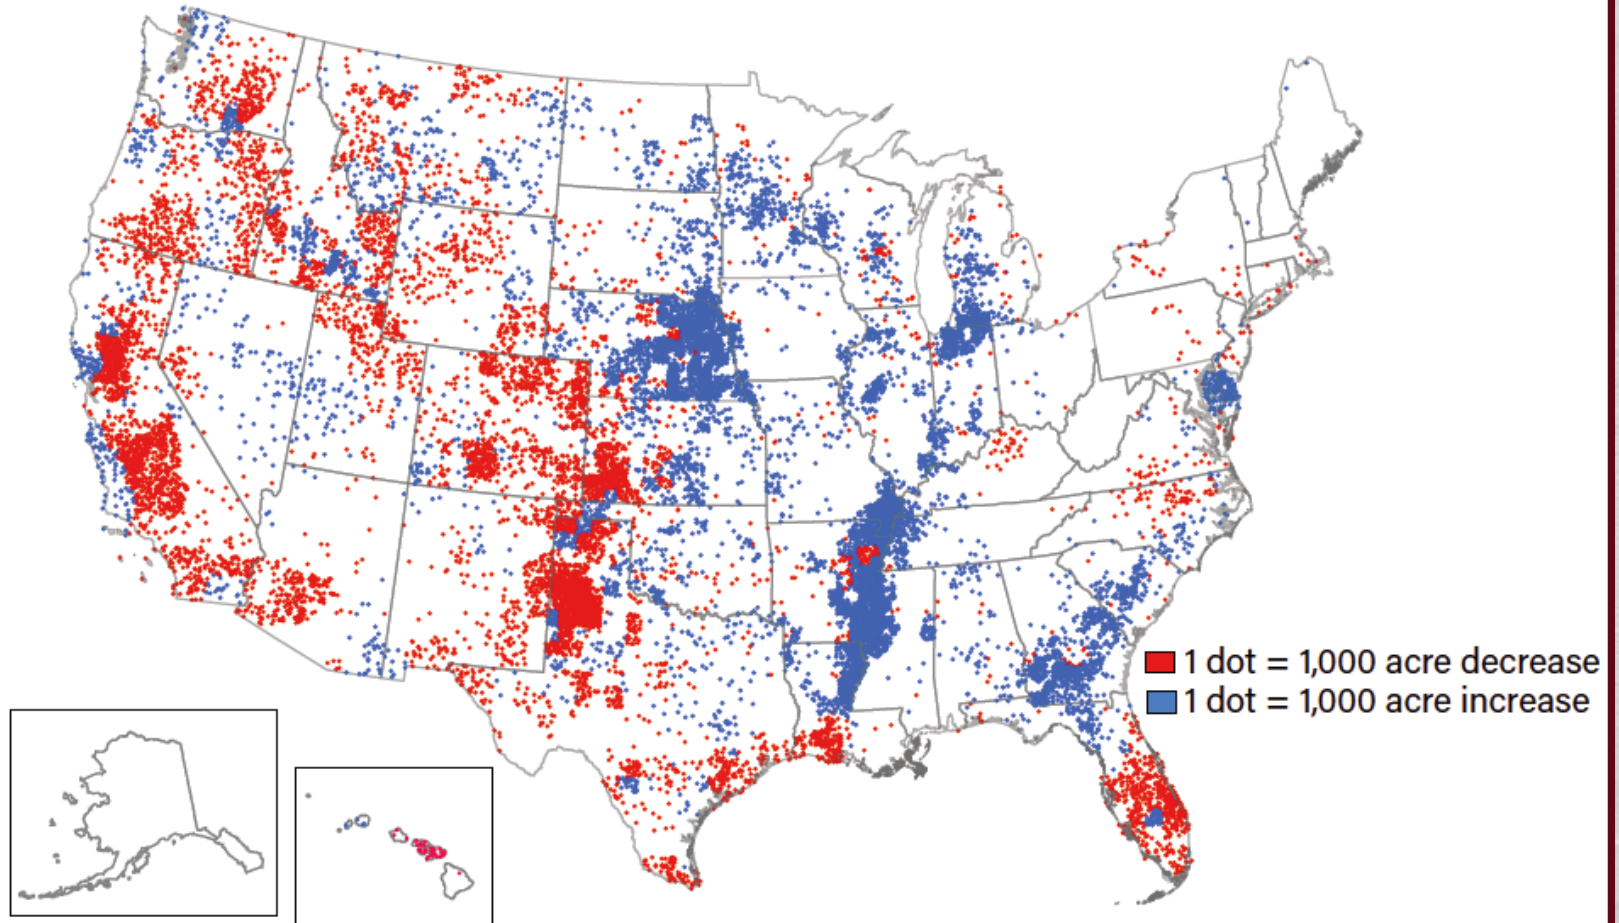 1 dot = 1,000 acre decrease
1 dot = 1,000 acre increase